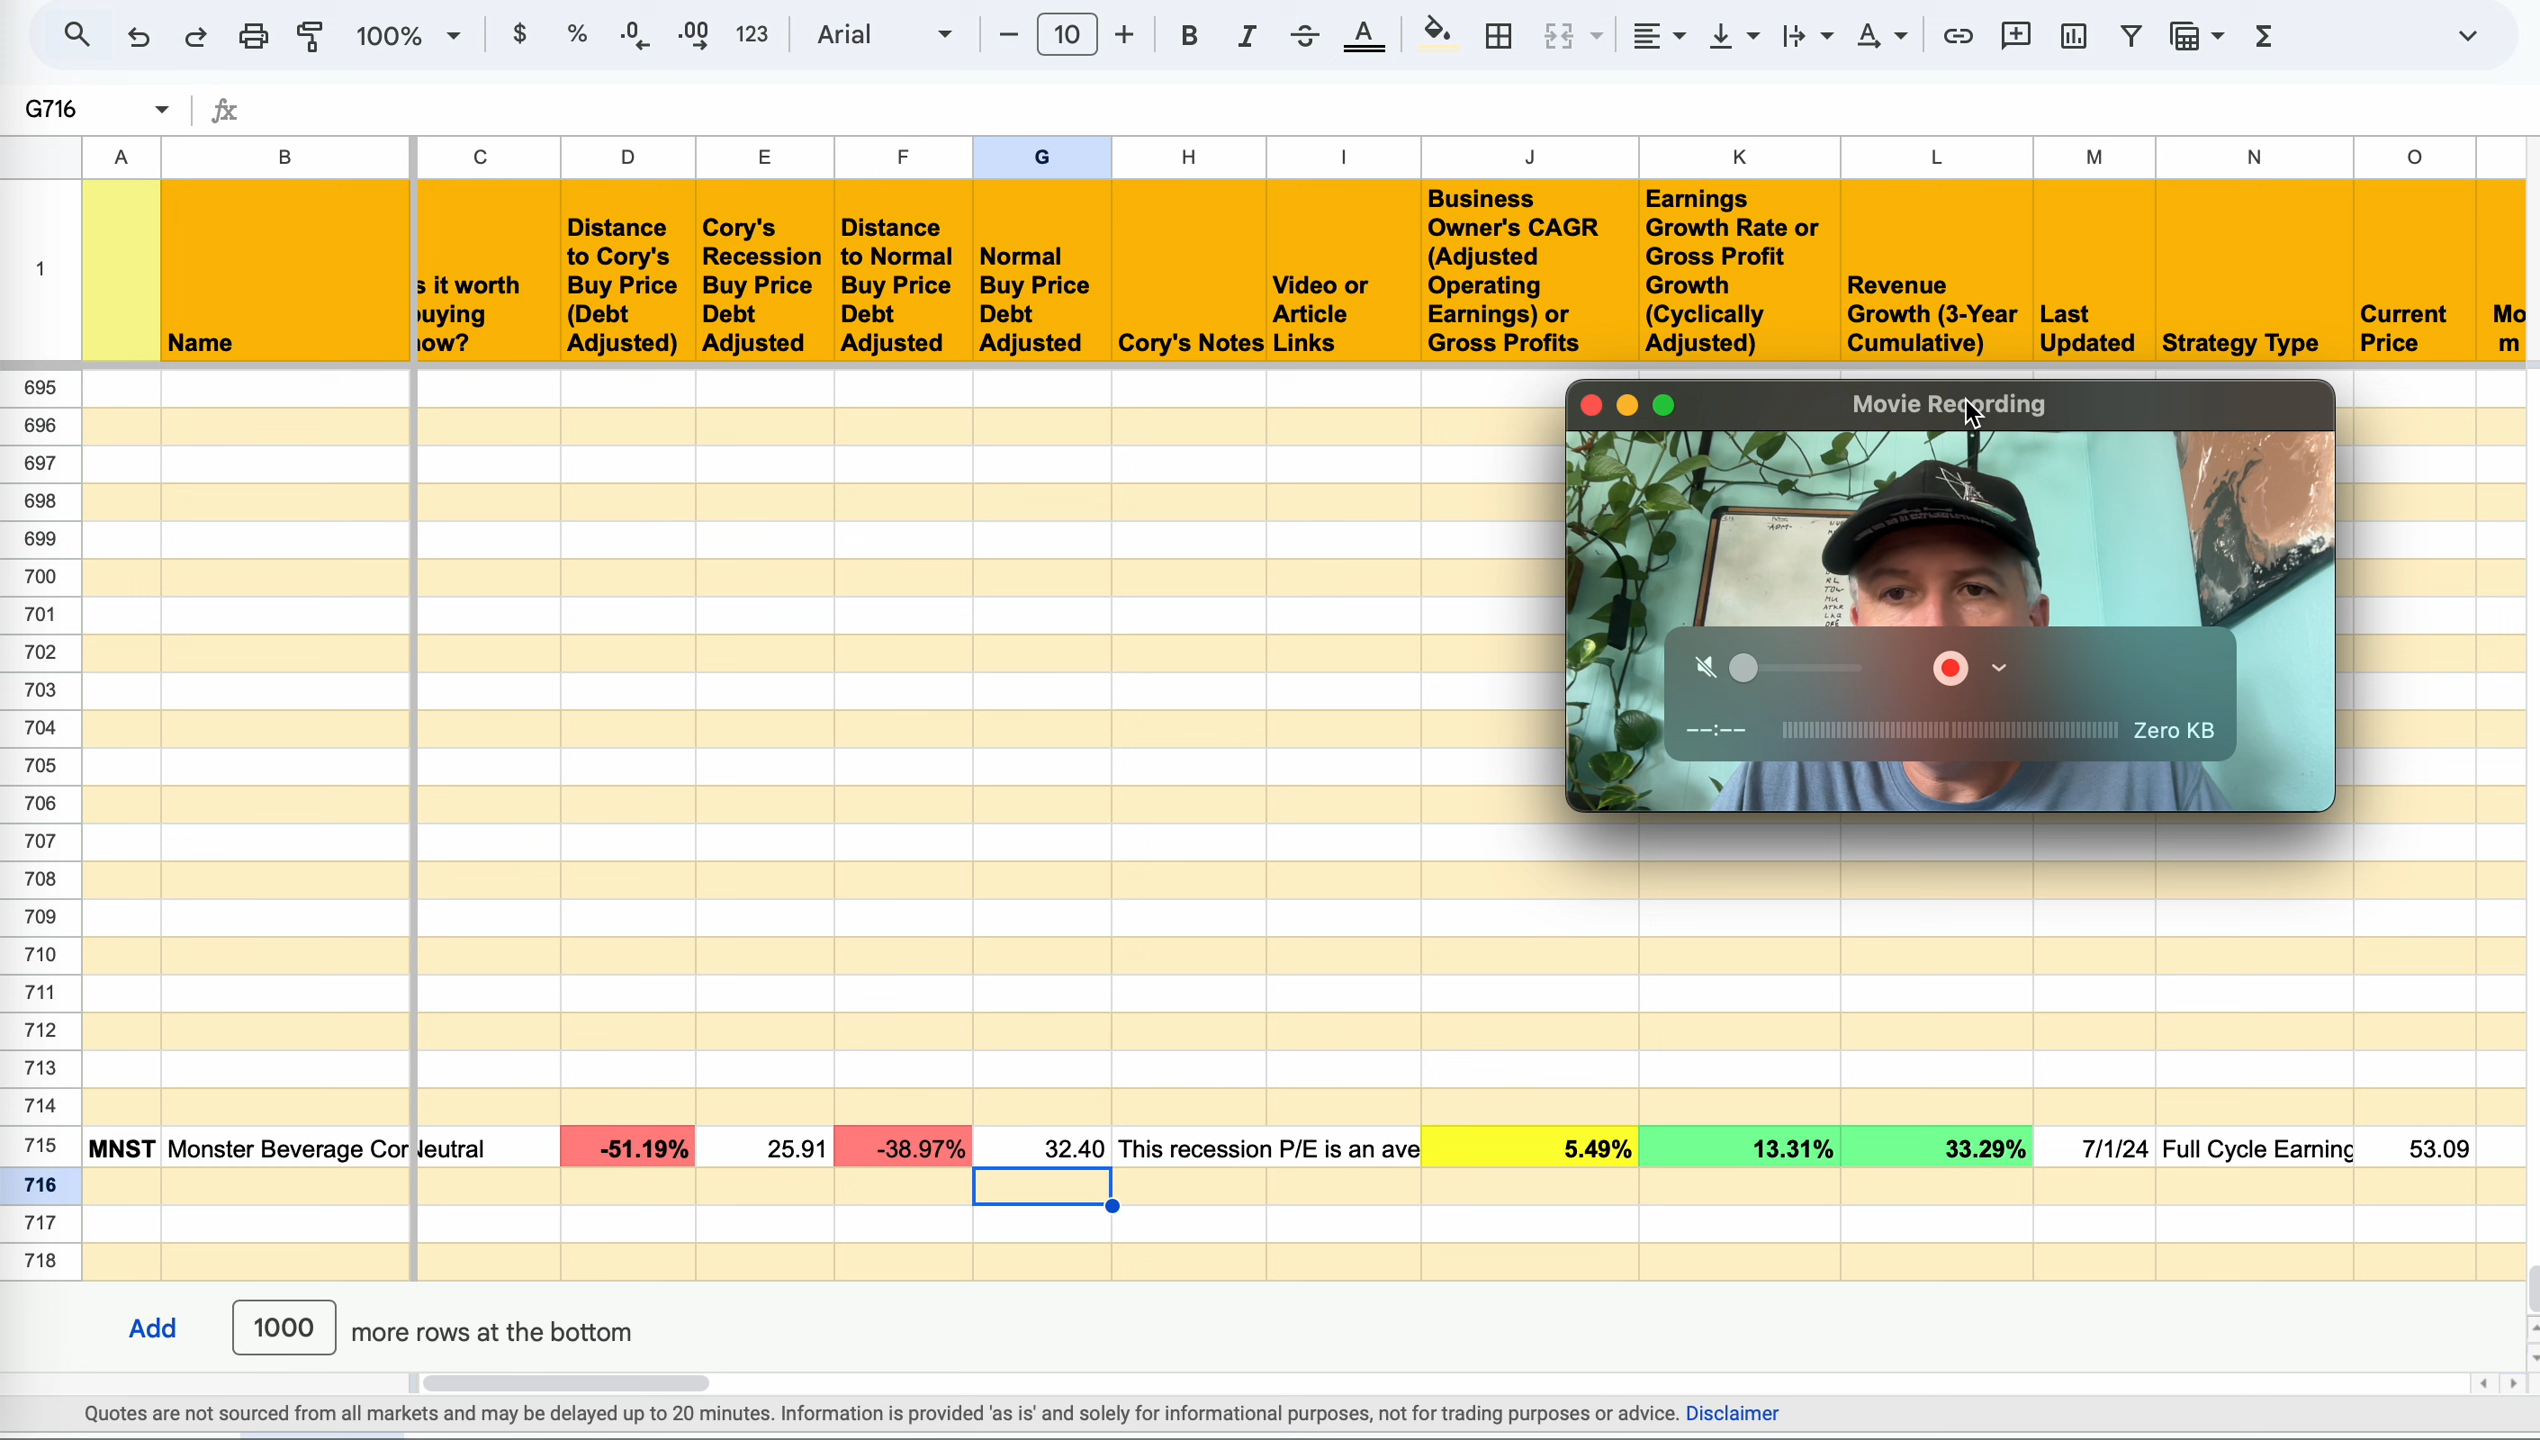 100% $ % .0 .00 123 Arial 10 B I A A Σ
G716 fx
A B C D E F G H I J K L M N O
1 Name
s it worth
now?
Distance
to Cory's
Buy Price
(Debt
Adjusted)
Cory's
Recession
Buy Price
Debt
Adjusted
Distance
to Normal
Buy Price
Debt
Adjusted
Normal
Buy Price
Debt
Adjusted
Cory's Notes
Video or
Article
Links
Business
Owner's CAGR
(Adjusted
Operating
Earnings) or
Gross Profits
Earnings
Growth Rate or
Gross Profit
Growth
(Cyclically
Adjusted)
Revenue
Growth (3-Year
Cumulative)
Last
Updated
Strategy Type
Current
Price
Mo
m
695
696
697
698
699
700
701
702
703
704
705
706
707
708
709
710
711
712
713
714
715 MNST Monster Beverage Cor Neutral -51.19% 25.91 -38.97% 32.40 This recession P/E is an ave 5.49% 13.31% 33.29% 7/1/24 Full Cycle Earning 53.09
716
717
718
Movie Recording
--:-- Zero KB
Add 1000 more rows at the bottom
Quotes are not sourced from all markets and may be delayed up to 20 minutes. Information is provided 'as is' and solely for informational purposes, not for trading purposes or advice. Disclaimer